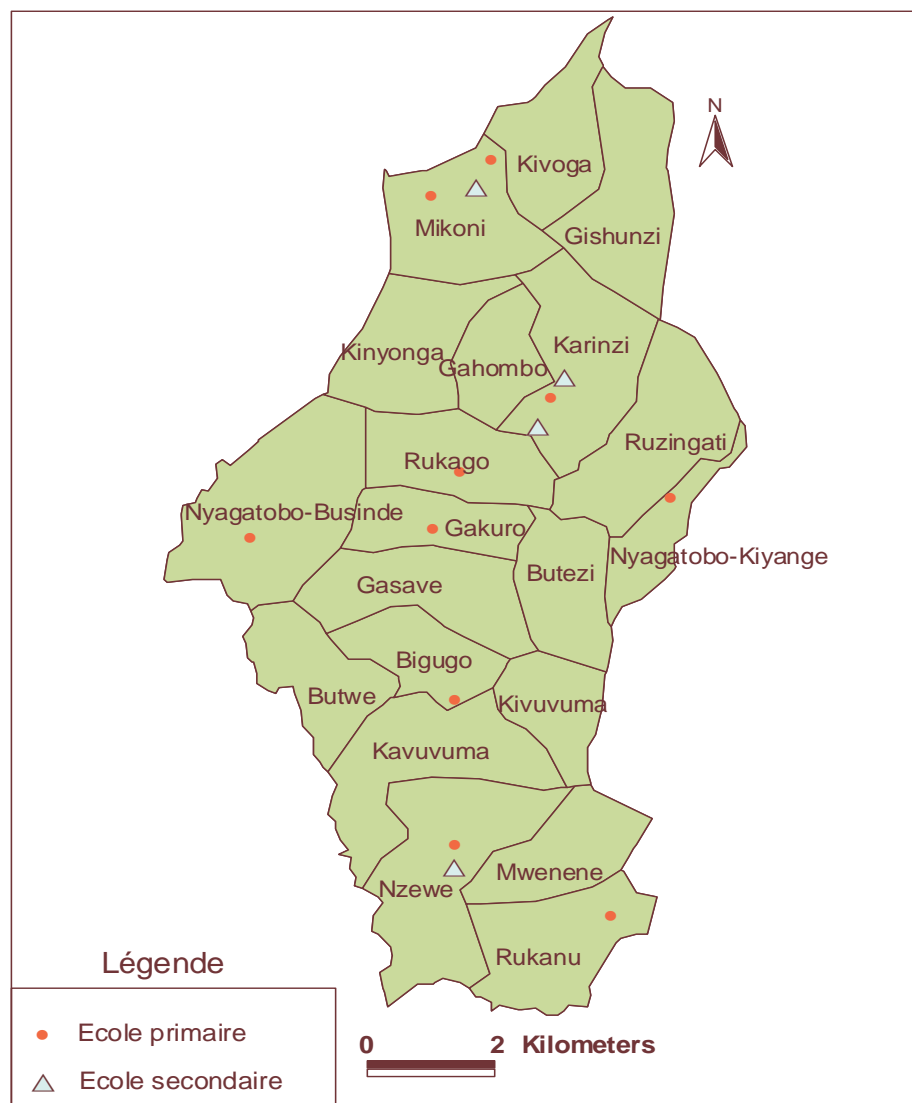 N
Kivoga
Mikoni
Gishunzi
Karinzi
Kinyonga
Gahombo
Ruzingati
Rukago
Nyagatobo-Businde
Gakuro
Nyagatobo-Kiyange
Butezi
Gasave
Bigugo
Butwe
Kivuvuma
Kavuvuma
Mwenene
Nzewe
Rukanu
Légende
Ecole primaire
Ecole secondaire
0 2 Kilometers